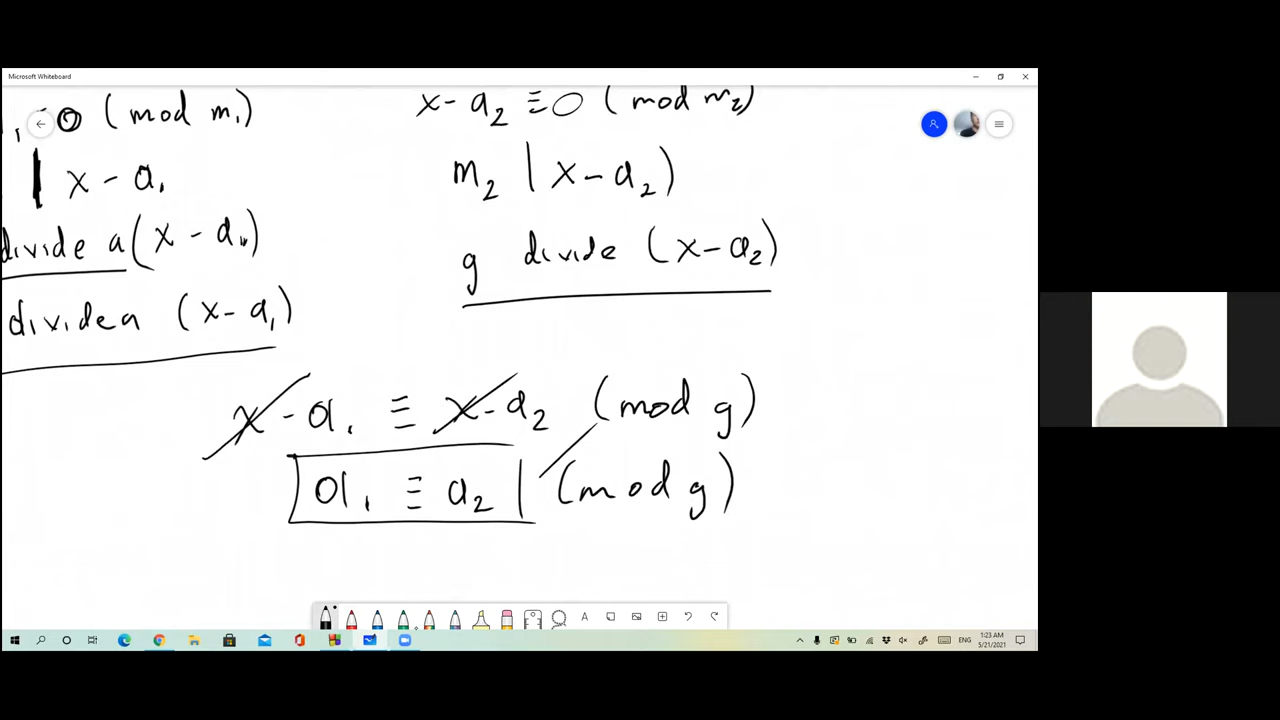 Microsoft Whiteboard
(mod m₁)
x - a₂ ≡ 0 (mod m₂)
| x - a₁
m₂ | x - a₂)
divide a (x - a₁)
g divide (x - a₂)
divide a (x - a₁)
x - a₁ ≡ x - a₂ (mod g)
a₁ ≡ a₂ (mod g)
A
ENG
1:23 AM
5/21/2021